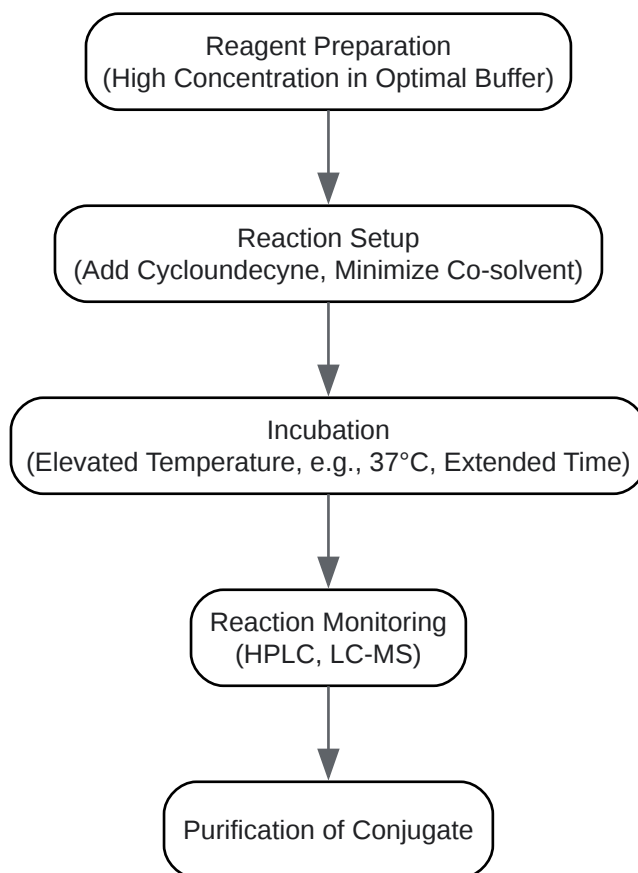 Reagent Preparation
(High Concentration in Optimal Buffer)
Reaction Setup
(Add Cycloundecyne, Minimize Co-solvent)
Incubation
(Elevated Temperature, e.g., 37°C, Extended Time)
Reaction Monitoring
(HPLC, LC-MS)
Purification of Conjugate